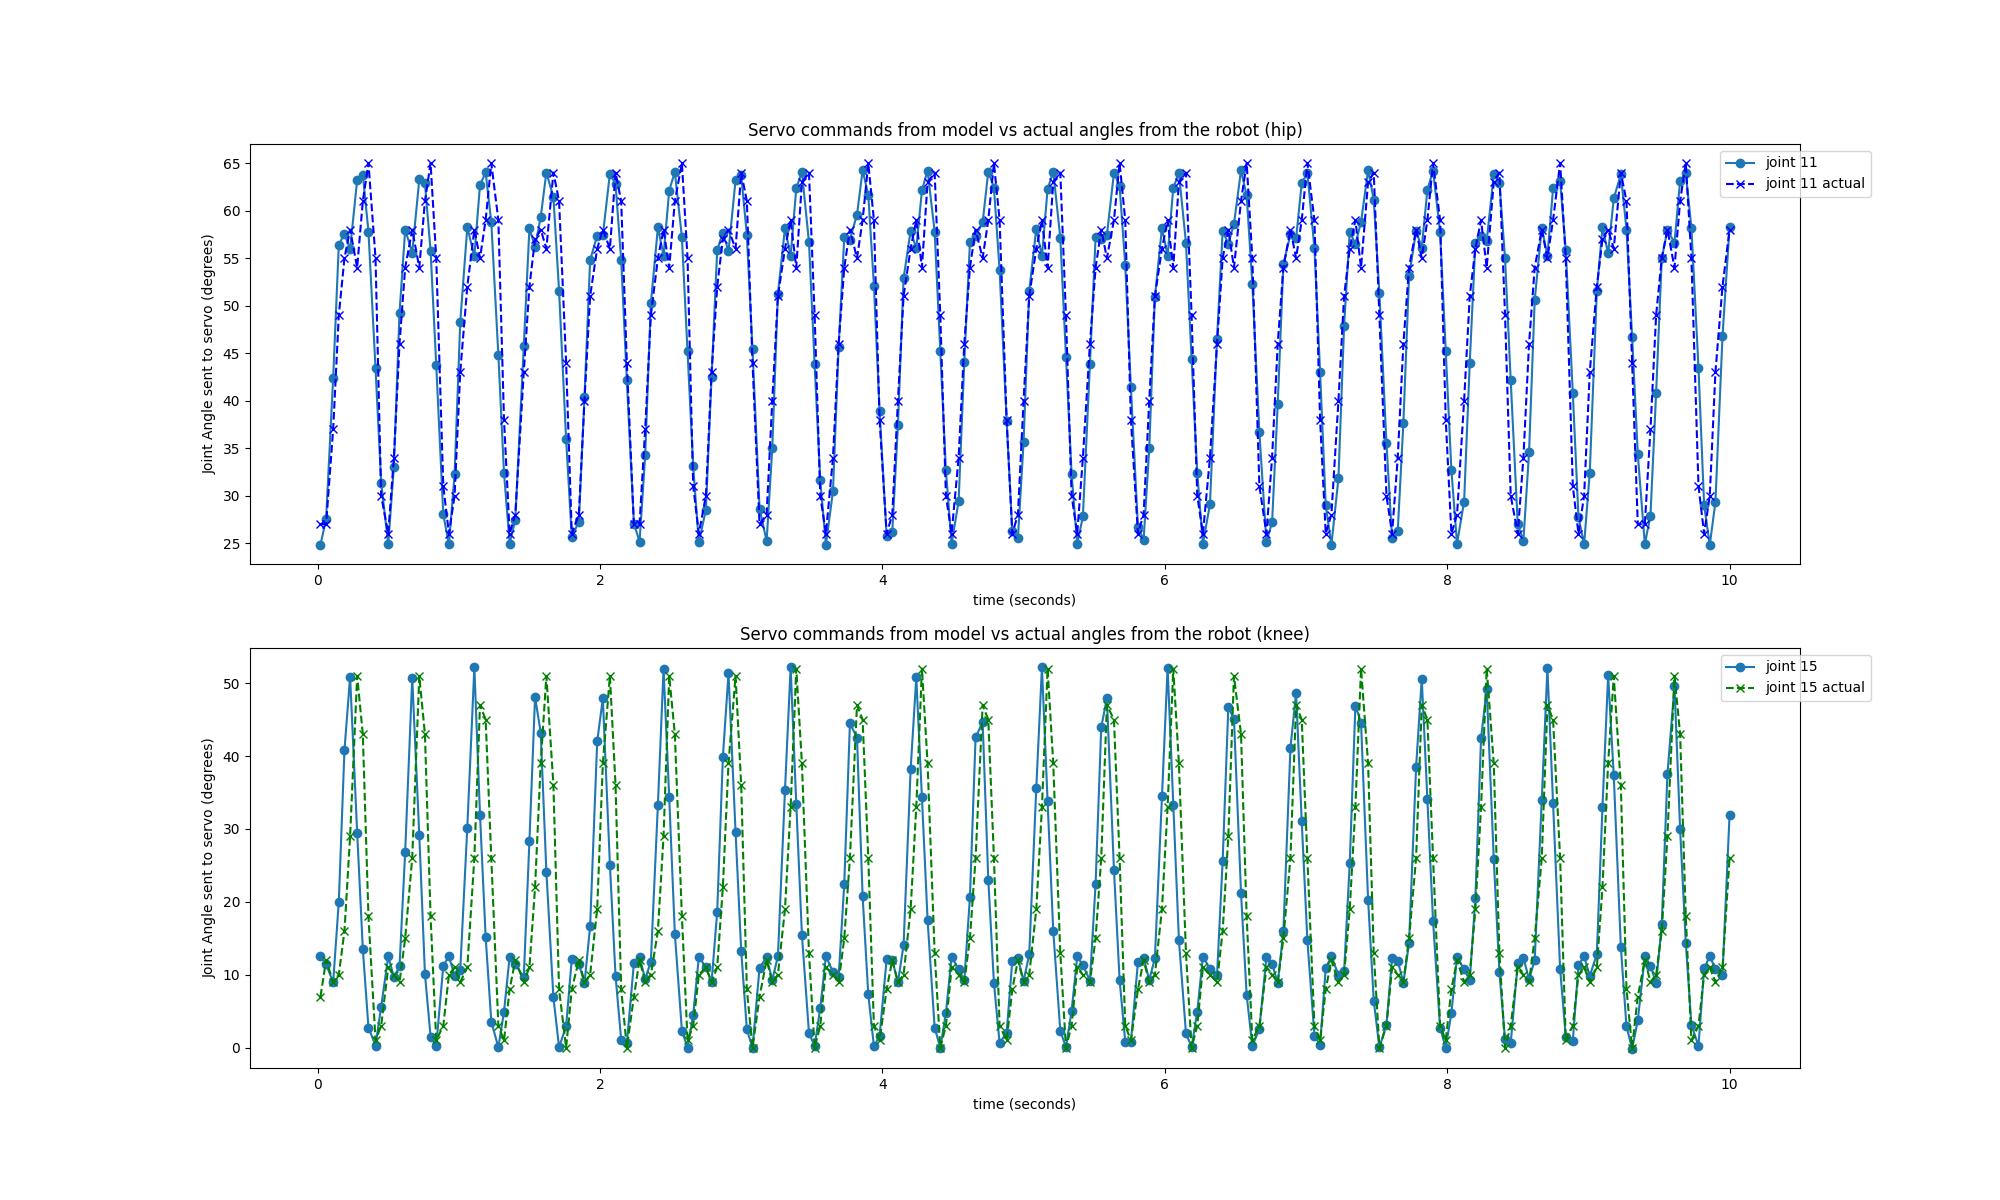 Servo commands from model vs actual angles from the robot (hip)
joint 11
joint 11 actual
Joint Angle sent to servo (degrees)
65
60
55
50
45
40
35
30
25
0 2 4 6 8 10
time (seconds)
Servo commands from model vs actual angles from the robot (knee)
joint 15
joint 15 actual
Joint Angle sent to servo (degrees)
50
40
30
20
10
0
0 2 4 6 8 10
time (seconds)